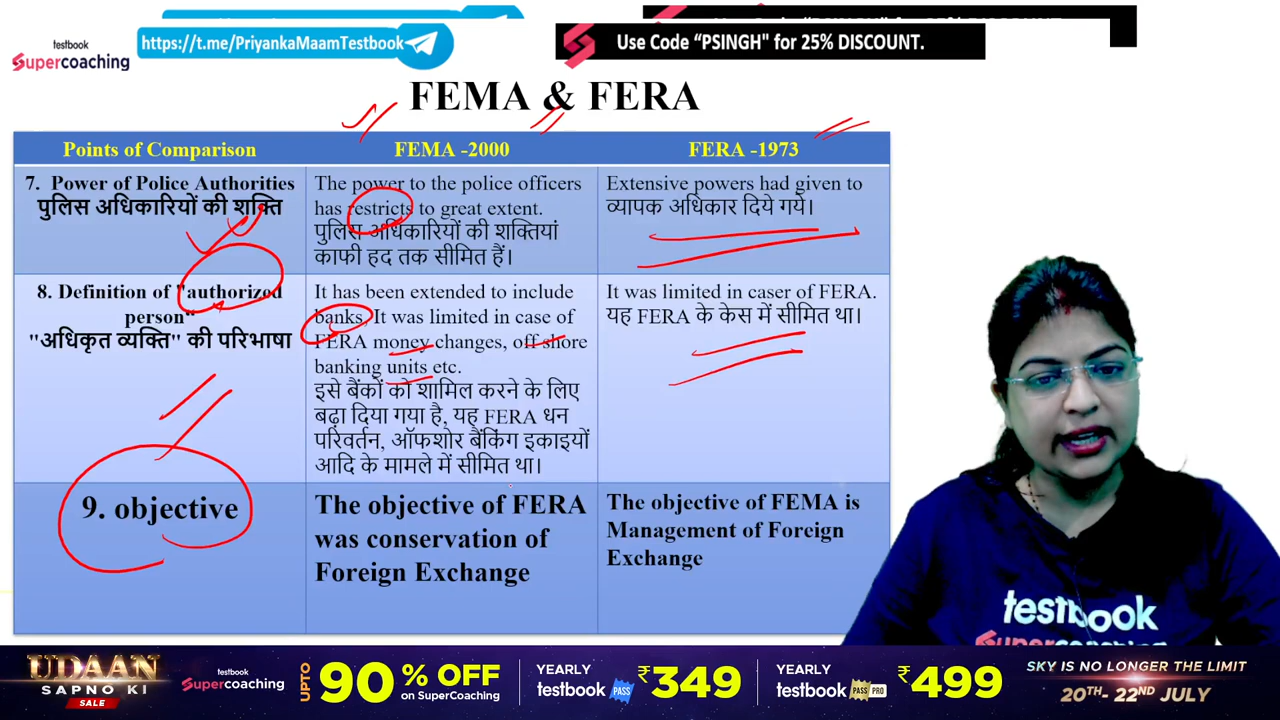 https://t.me/PriyankaMaamTestbook
testbook
Supercoaching
Use Code “PSINGH" for 25% DISCOUNT.
FEMA & FERA
Points of Comparison
FEMA -2000
FERA -1973
7. Power of Police Authorities
पुलिस अधिकारियों की शक्ति
The power to the police officers
has restricts to great extent.
पुलिस अधिकारियों की शक्तियां
काफी हद तक सीमित हैं।
Extensive powers had given to
व्यापक अधिकार दिये गये।
8. Definition of "authorized
person“
"अधिकृत व्यक्ति" की परिभाषा
It has been extended to include
banks, It was limited in case of
FERA money changes, off shore
banking units etc.
इसे बैंकों को शामिल करने के लिए
बढ़ा दिया गया है, यह FERA धन
परिवर्तन, ऑफशोर बैंकिंग इकाइयों
आदि के मामले में सीमित था।
It was limited in caser of FERA.
यह FERA के केस में सीमित था।
9. objective
The objective of FERA
was conservation of
Foreign Exchange
The objective of FEMA is
Management of Foreign
Exchange
testbook
Supercoaching
UDAAN
SAPNO KI
SALE
testbook
Supercoaching
UPTO 90% OFF
on SuperCoaching
YEARLY
testbook PASS
₹349
YEARLY
testbook PASS PRO
₹499
SKY IS NO LONGER THE LIMIT
20TH- 22ND JULY